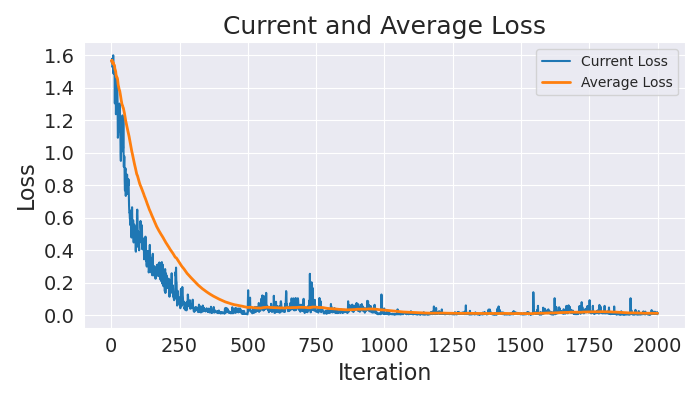 Current and Average Loss
Current Loss
Average Loss
1.6
1.4
1.2
1.0
0.8
0.6
0.4
0.2
0.0
Loss
0 250 500 750 1000 1250 1500 1750 2000
Iteration